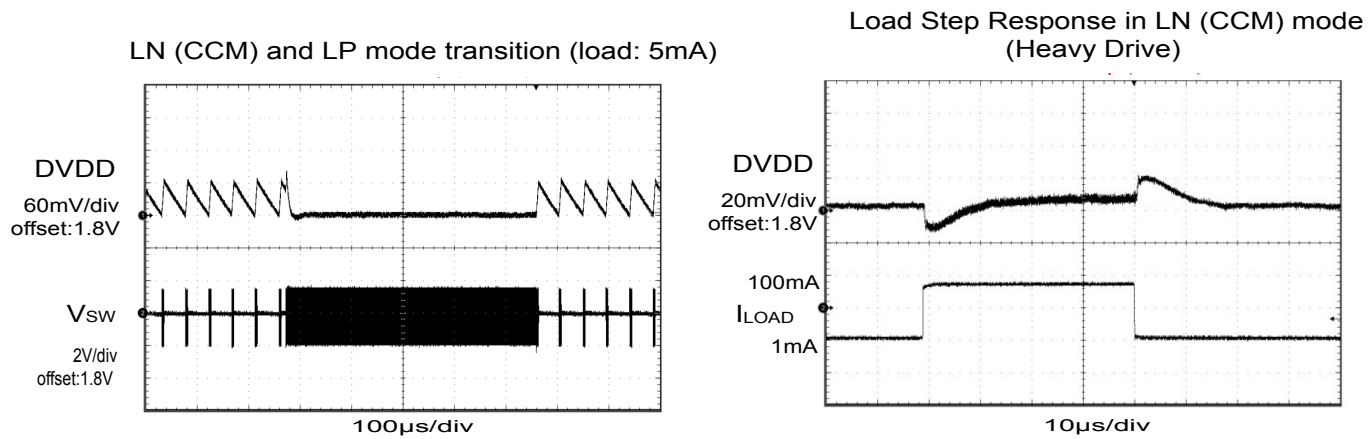 LN (CCM) and LP mode transition (load: 5mA)
DVDD
60mV/div
offset:1.8V
VSW
2V/div
offset:1.8V
100µs/div
Load Step Response in LN (CCM) mode
(Heavy Drive)
DVDD
20mV/div
offset:1.8V
100mA
ILOAD
1mA
10µs/div